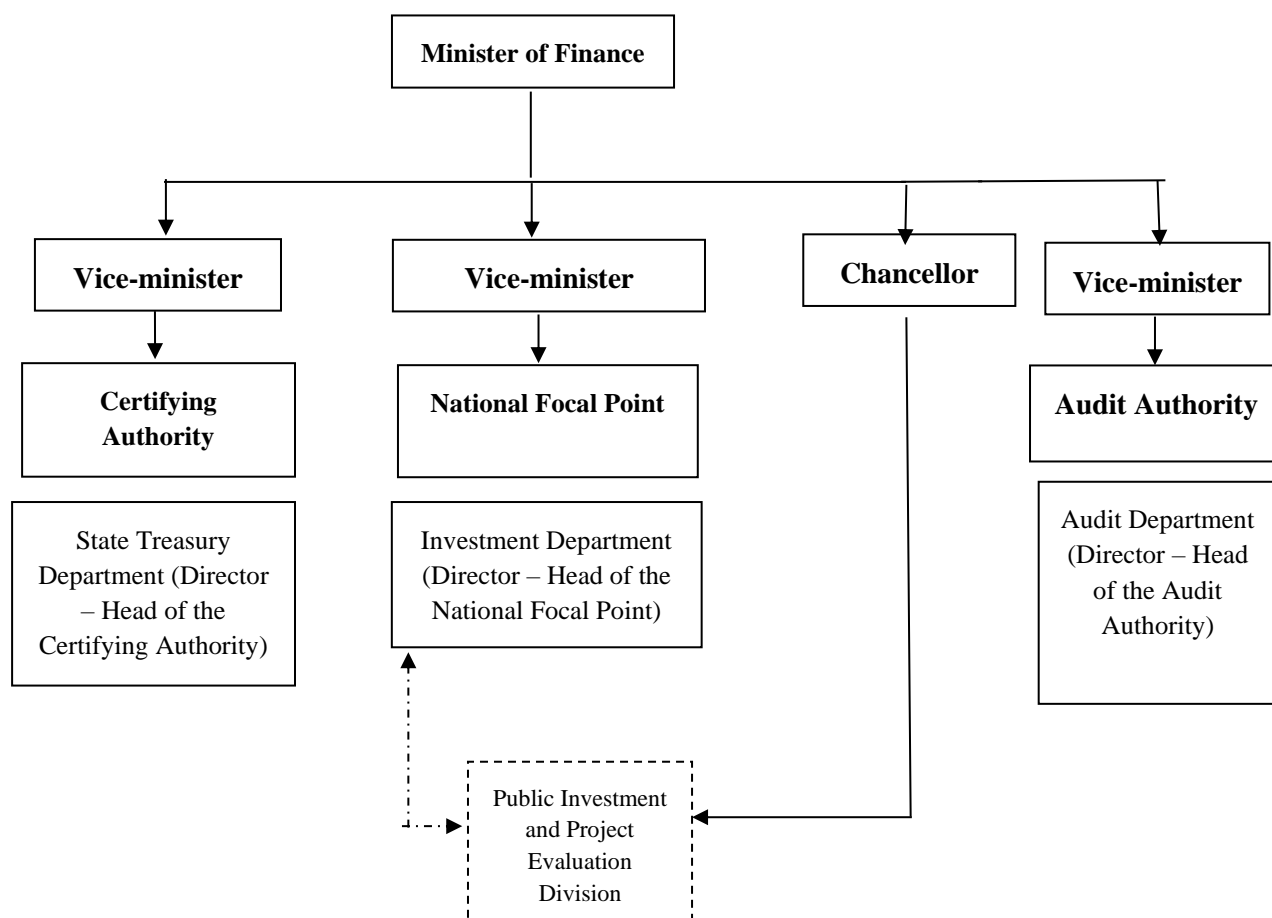 Minister of Finance
Vice-minister
Vice-minister
Chancellor
Vice-minister
Certifying
Authority
National Focal Point
Audit Authority
State Treasury
Department (Director
– Head of the
Certifying Authority)
Investment Department
(Director – Head of the
National Focal Point)
Audit Department
(Director – Head
of the Audit
Authority)
Public Investment
and Project
Evaluation
Division